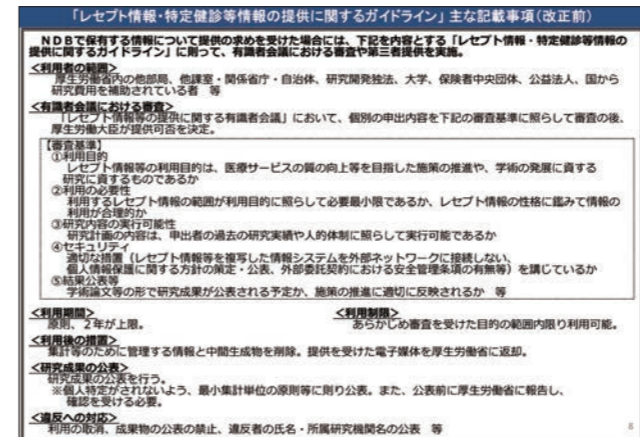 「レセプト情報・特定健診等情報の提供に関するガイドライン」主な記載事項(改正前)
NDBで保有する情報について提供の求めを受けた場合には、下記を内容とする「レセプト情報・特定健診等情報の
提供に関するガイドライン」に則って、有識者会議における審査や第三者提供を実施。
<利用者の範囲>
厚生労働省内の他部局、他課室・関係省庁・自治体、研究開発独法、大学、保険者中央団体、公益法人、国から
研究費用を補助されている者 等
<有識者会議における審査>
「レセプト情報等の提供に関する有識者会議」において、個別の申出内容を下記の審査基準に照らして審査の後、
厚生労働大臣が提供可否を決定。
【審査基準】
①利用目的
レセプト情報等の利用目的は、医療サービスの質の向上等を目指した施策の推進や、学術の発展に資する
研究に資するものであるか
②利用の必要性
利用するレセプト情報の範囲が利用目的に照らして必要最小限であるか、レセプト情報の性格に鑑みて情報の
利用が合理的か
③研究内容の実行可能性
研究計画の内容は、申出者の過去の研究実績や人的体制に照らして実行可能であるか
④セキュリティ
適切な措置(レセプト情報等を複写した情報システムを外部ネットワークに接続しない、
個人情報保護に関する方針の策定・公表、外部委託契約における安全管理条項の有無等)を講じているか
⑤結果公表等
学術論文等の形で研究成果が公表される予定か、施策の推進に適切に反映されるか 等
<利用期間>
原則、2年が上限。
<利用制限>
あらかじめ審査を受けた目的の範囲内限り利用可能。
<利用後の措置>
集計等のために管理する情報と中間生成物を削除。提供を受けた電子媒体を厚生労働省に返却。
<研究成果の公表>
研究成果の公表を行う。
※個人特定がされないよう、最小集計単位の原則等に則り公表。また、公表前に厚生労働省に報告し、
確認を受ける必要。
<違反への対応>
利用の取消、成果物の公表の禁止、違反者の氏名・所属研究機関名の公表 等
8